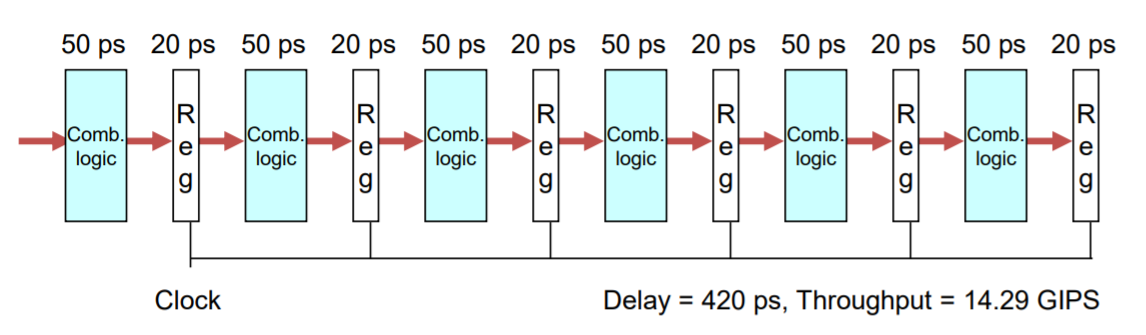 50 ps 20 ps 50 ps 20 ps 50 ps 20 ps 50 ps 20 ps 50 ps 20 ps 50 ps 20 ps
Comb.
logic
R
e
g
Comb.
logic
R
e
g
Comb.
logic
R
e
g
Comb.
logic
R
e
g
Comb.
logic
R
e
g
Comb.
logic
R
e
g
Clock
Delay = 420 ps, Throughput = 14.29 GIPS